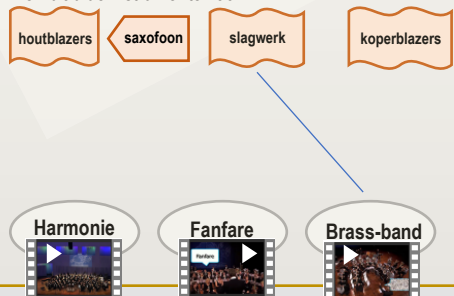 houtblazers
saxofoon
slagwerk
koperblazers
Harmonie
Fanfare
Brass-band
Fanfare